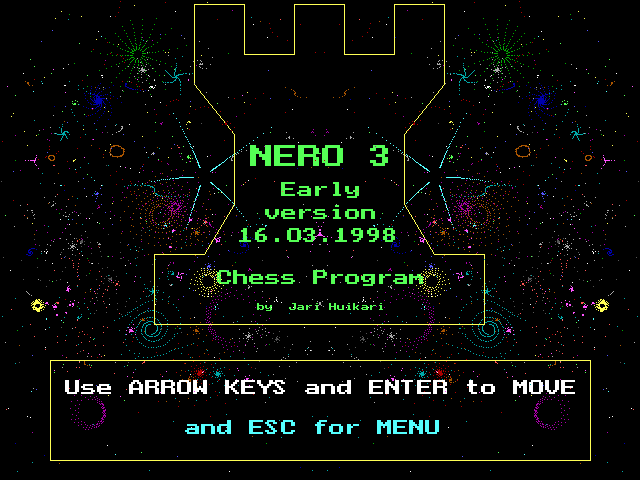 NERO 3
Early
version
16.03.1998
Chess Program
by Jari Huikari
Use ARROW KEYS and ENTER to MOVE
and ESC for MENU